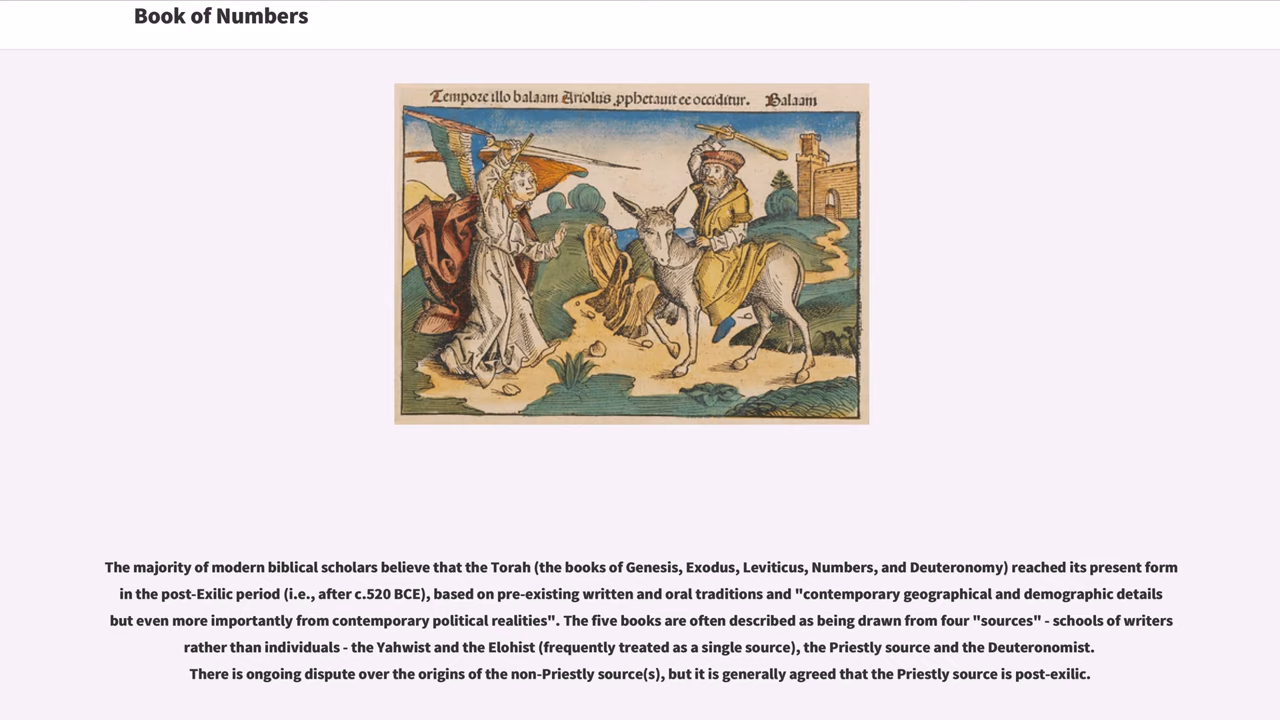 Book of Numbers
Tempore illo balaam Ariolus ꝓphetauit ee occiditur. Balaam
The majority of modern biblical scholars believe that the Torah (the books of Genesis, Exodus, Leviticus, Numbers, and Deuteronomy) reached its present form
in the post-Exilic period (i.e., after c.520 BCE), based on pre-existing written and oral traditions and "contemporary geographical and demographic details
but even more importantly from contemporary political realities". The five books are often described as being drawn from four "sources" - schools of writers
rather than individuals - the Yahwist and the Elohist (frequently treated as a single source), the Priestly source and the Deuteronomist.
There is ongoing dispute over the origins of the non-Priestly source(s), but it is generally agreed that the Priestly source is post-exilic.